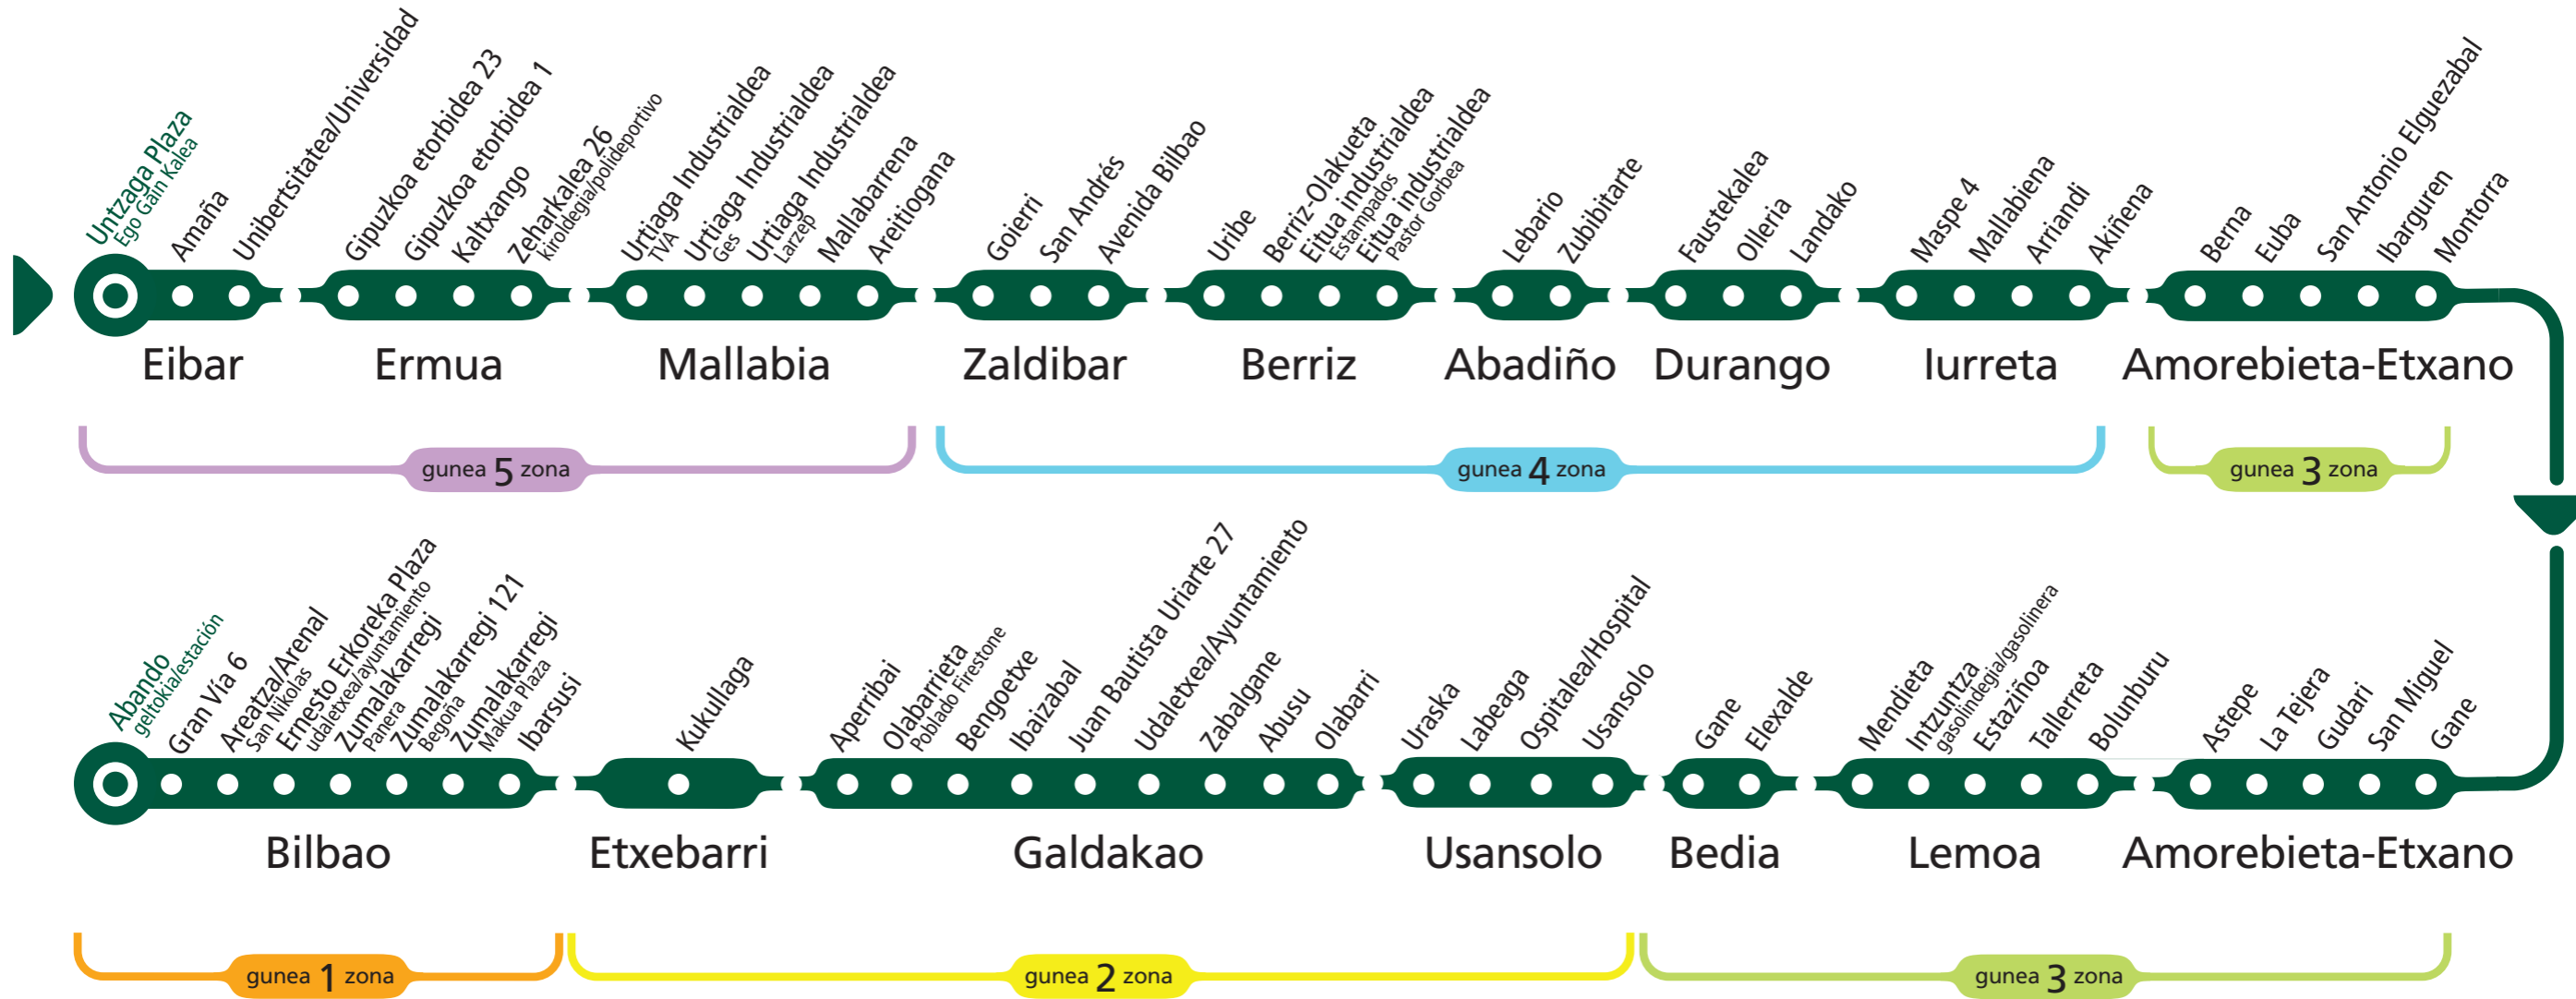 Untzaga Plaza
Ego Gain Kalea
Amaña
Unibertsitatea/Universidad
Gipuzkoa etorbidea 23
Gipuzkoa etorbidea 1
Kaltxango
Zeharkalea 26
kiroldegia/polideportivo
Urtiaga Industrialdea
TVA
Urtiaga Industrialdea
Ges
Urtiaga Industrialdea
Larzep
Mallabarrena
Areitiogana
Goierri
San Andrés
Avenida Bilbao
Uribe
Berriz-Olakueta
Eitua industrialdea
Estampados
Eitua industrialdea
Pastor Gorbea
Lebario
Zubibitarte
Faustekalea
Olleria
Landako
Maspe 4
Mallabiena
Arriandi
Akiñena
Berna
Euba
San Antonio Elguezabal
Ibarguren
Montorra
Eibar
Ermua
Mallabia
Zaldibar
Berriz
Abadiño
Durango
Iurreta
Amorebieta-Etxano
gunea 5 zona
gunea 4 zona
gunea 3 zona
Abando
geltokia/estación
Gran Vía 6
Areatza/Arenal
San Nikolas
Ernesto Erkoreka Plaza
udaletxea/ayuntamiento
Zumalakarregi
Panera
Zumalakarregi 121
Begoña
Zumalakarregi
Makua Plaza
Ibarsusi
Kukullaga
Aperribai
Olabarrieta
Poblado Firestone
Bengoetxe
Ibaizabal
Juan Bautista Uriarte 27
Udaletxea/Ayuntamiento
Zabalgane
Abusu
Olabarri
Uraska
Labeaga
Ospitalea/Hospital
Usansolo
Gane
Elexalde
Mendieta
Intzuntza
gasolindegia/gasolinera
Estaziñoa
Tallerreta
Bolunburu
Astepe
La Tejera
Gudari
San Miguel
Gane
Bilbao
Etxebarri
Galdakao
Usansolo
Bedia
Lemoa
Amorebieta-Etxano
gunea 1 zona
gunea 2 zona
gunea 3 zona